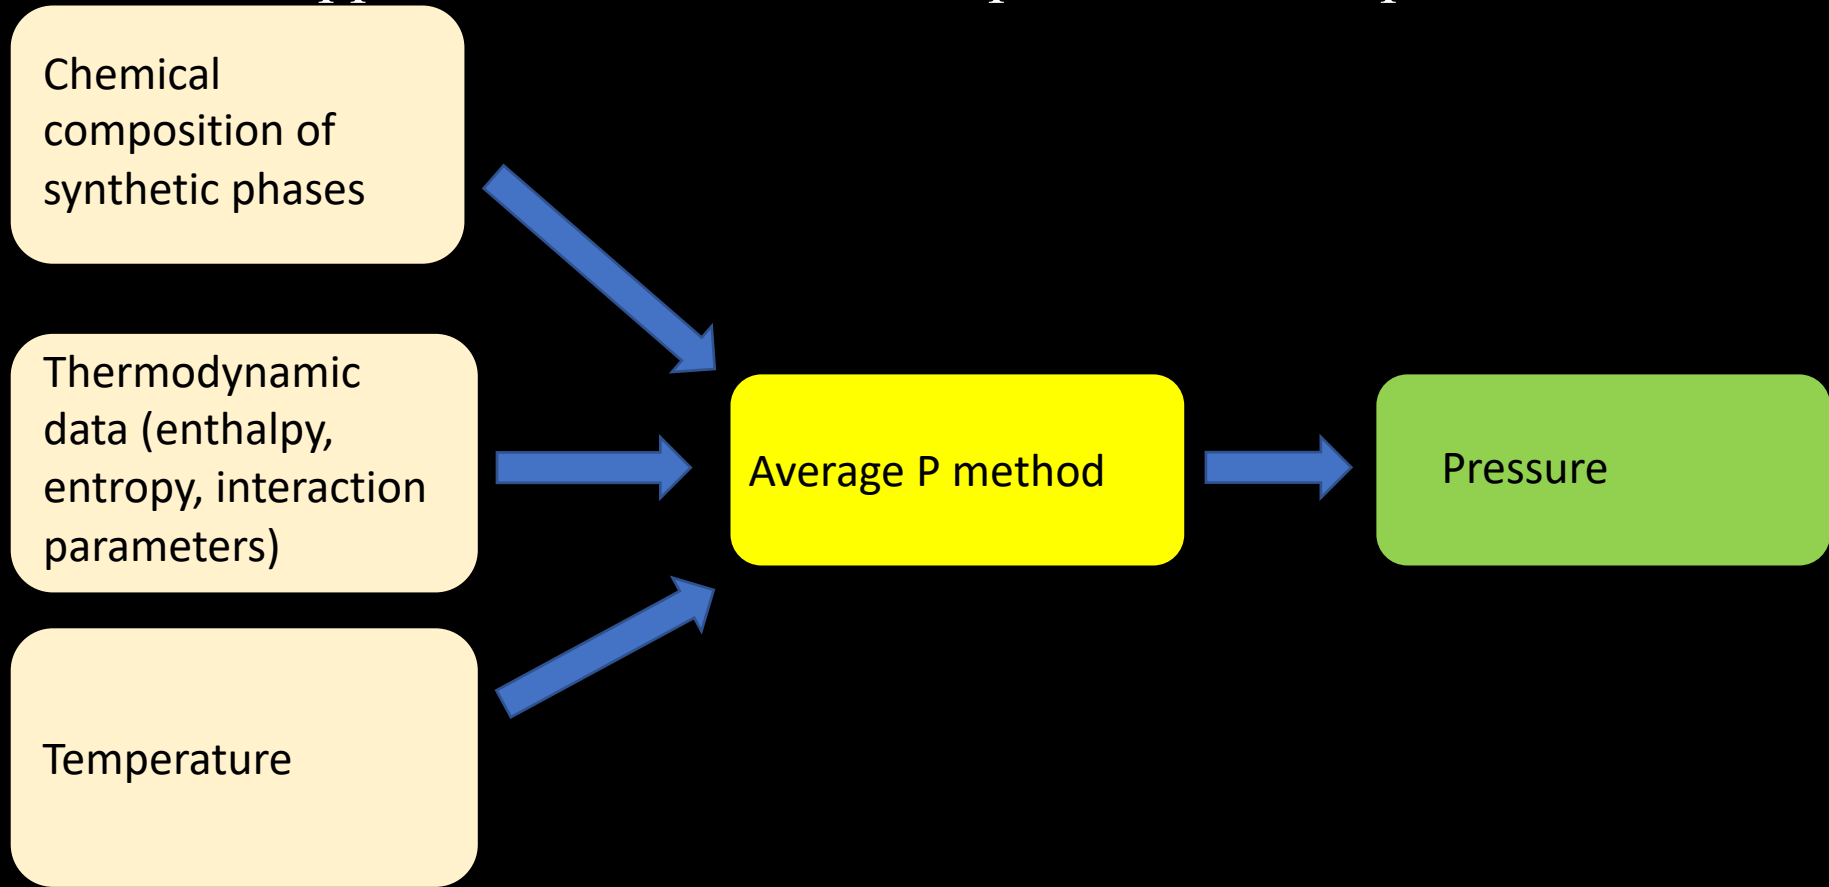 Chemical
composition of
synthetic phases
Thermodynamic
data (enthalpy,
entropy, interaction
parameters)
Average P method
Pressure
Temperature